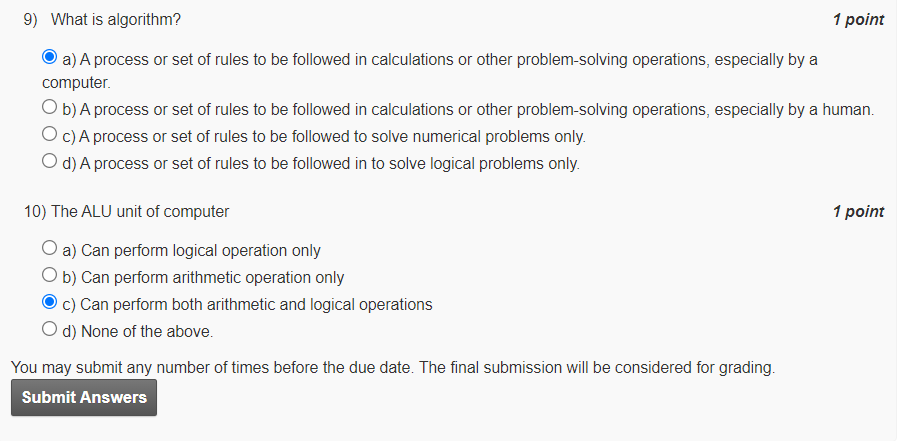 9) What is algorithm? 1 point
a) A process or set of rules to be followed in calculations or other problem-solving operations, especially by a
computer.
b) A process or set of rules to be followed in calculations or other problem-solving operations, especially by a human.
c) A process or set of rules to be followed to solve numerical problems only.
d) A process or set of rules to be followed in to solve logical problems only.
10) The ALU unit of computer 1 point
a) Can perform logical operation only
b) Can perform arithmetic operation only
c) Can perform both arithmetic and logical operations
d) None of the above.
You may submit any number of times before the due date. The final submission will be considered for grading.
Submit Answers